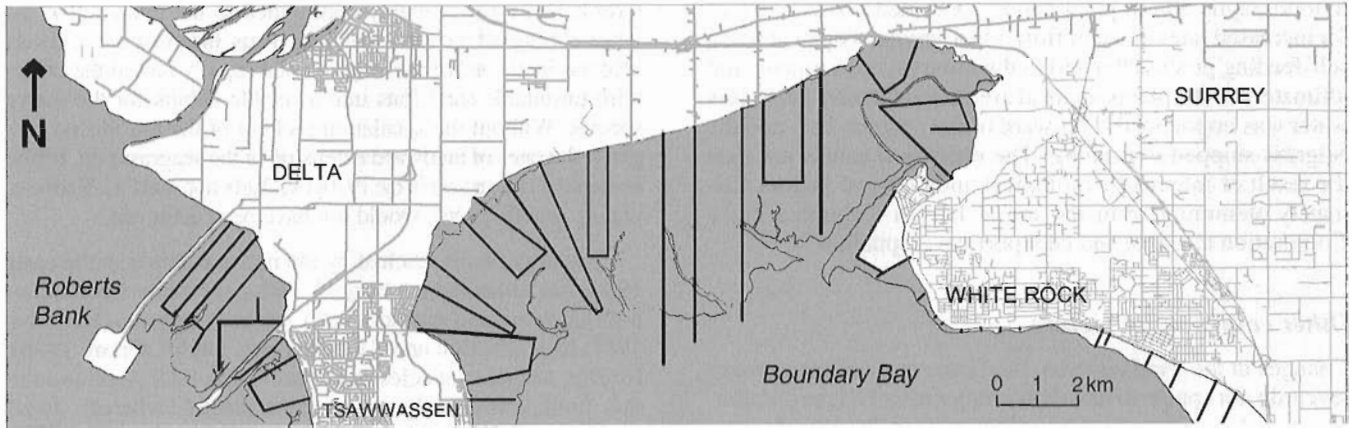 N
DELTA
SURREY
Roberts
Bank
WHITE ROCK
Boundary Bay
0 1 2 km
TSAWWASSEN